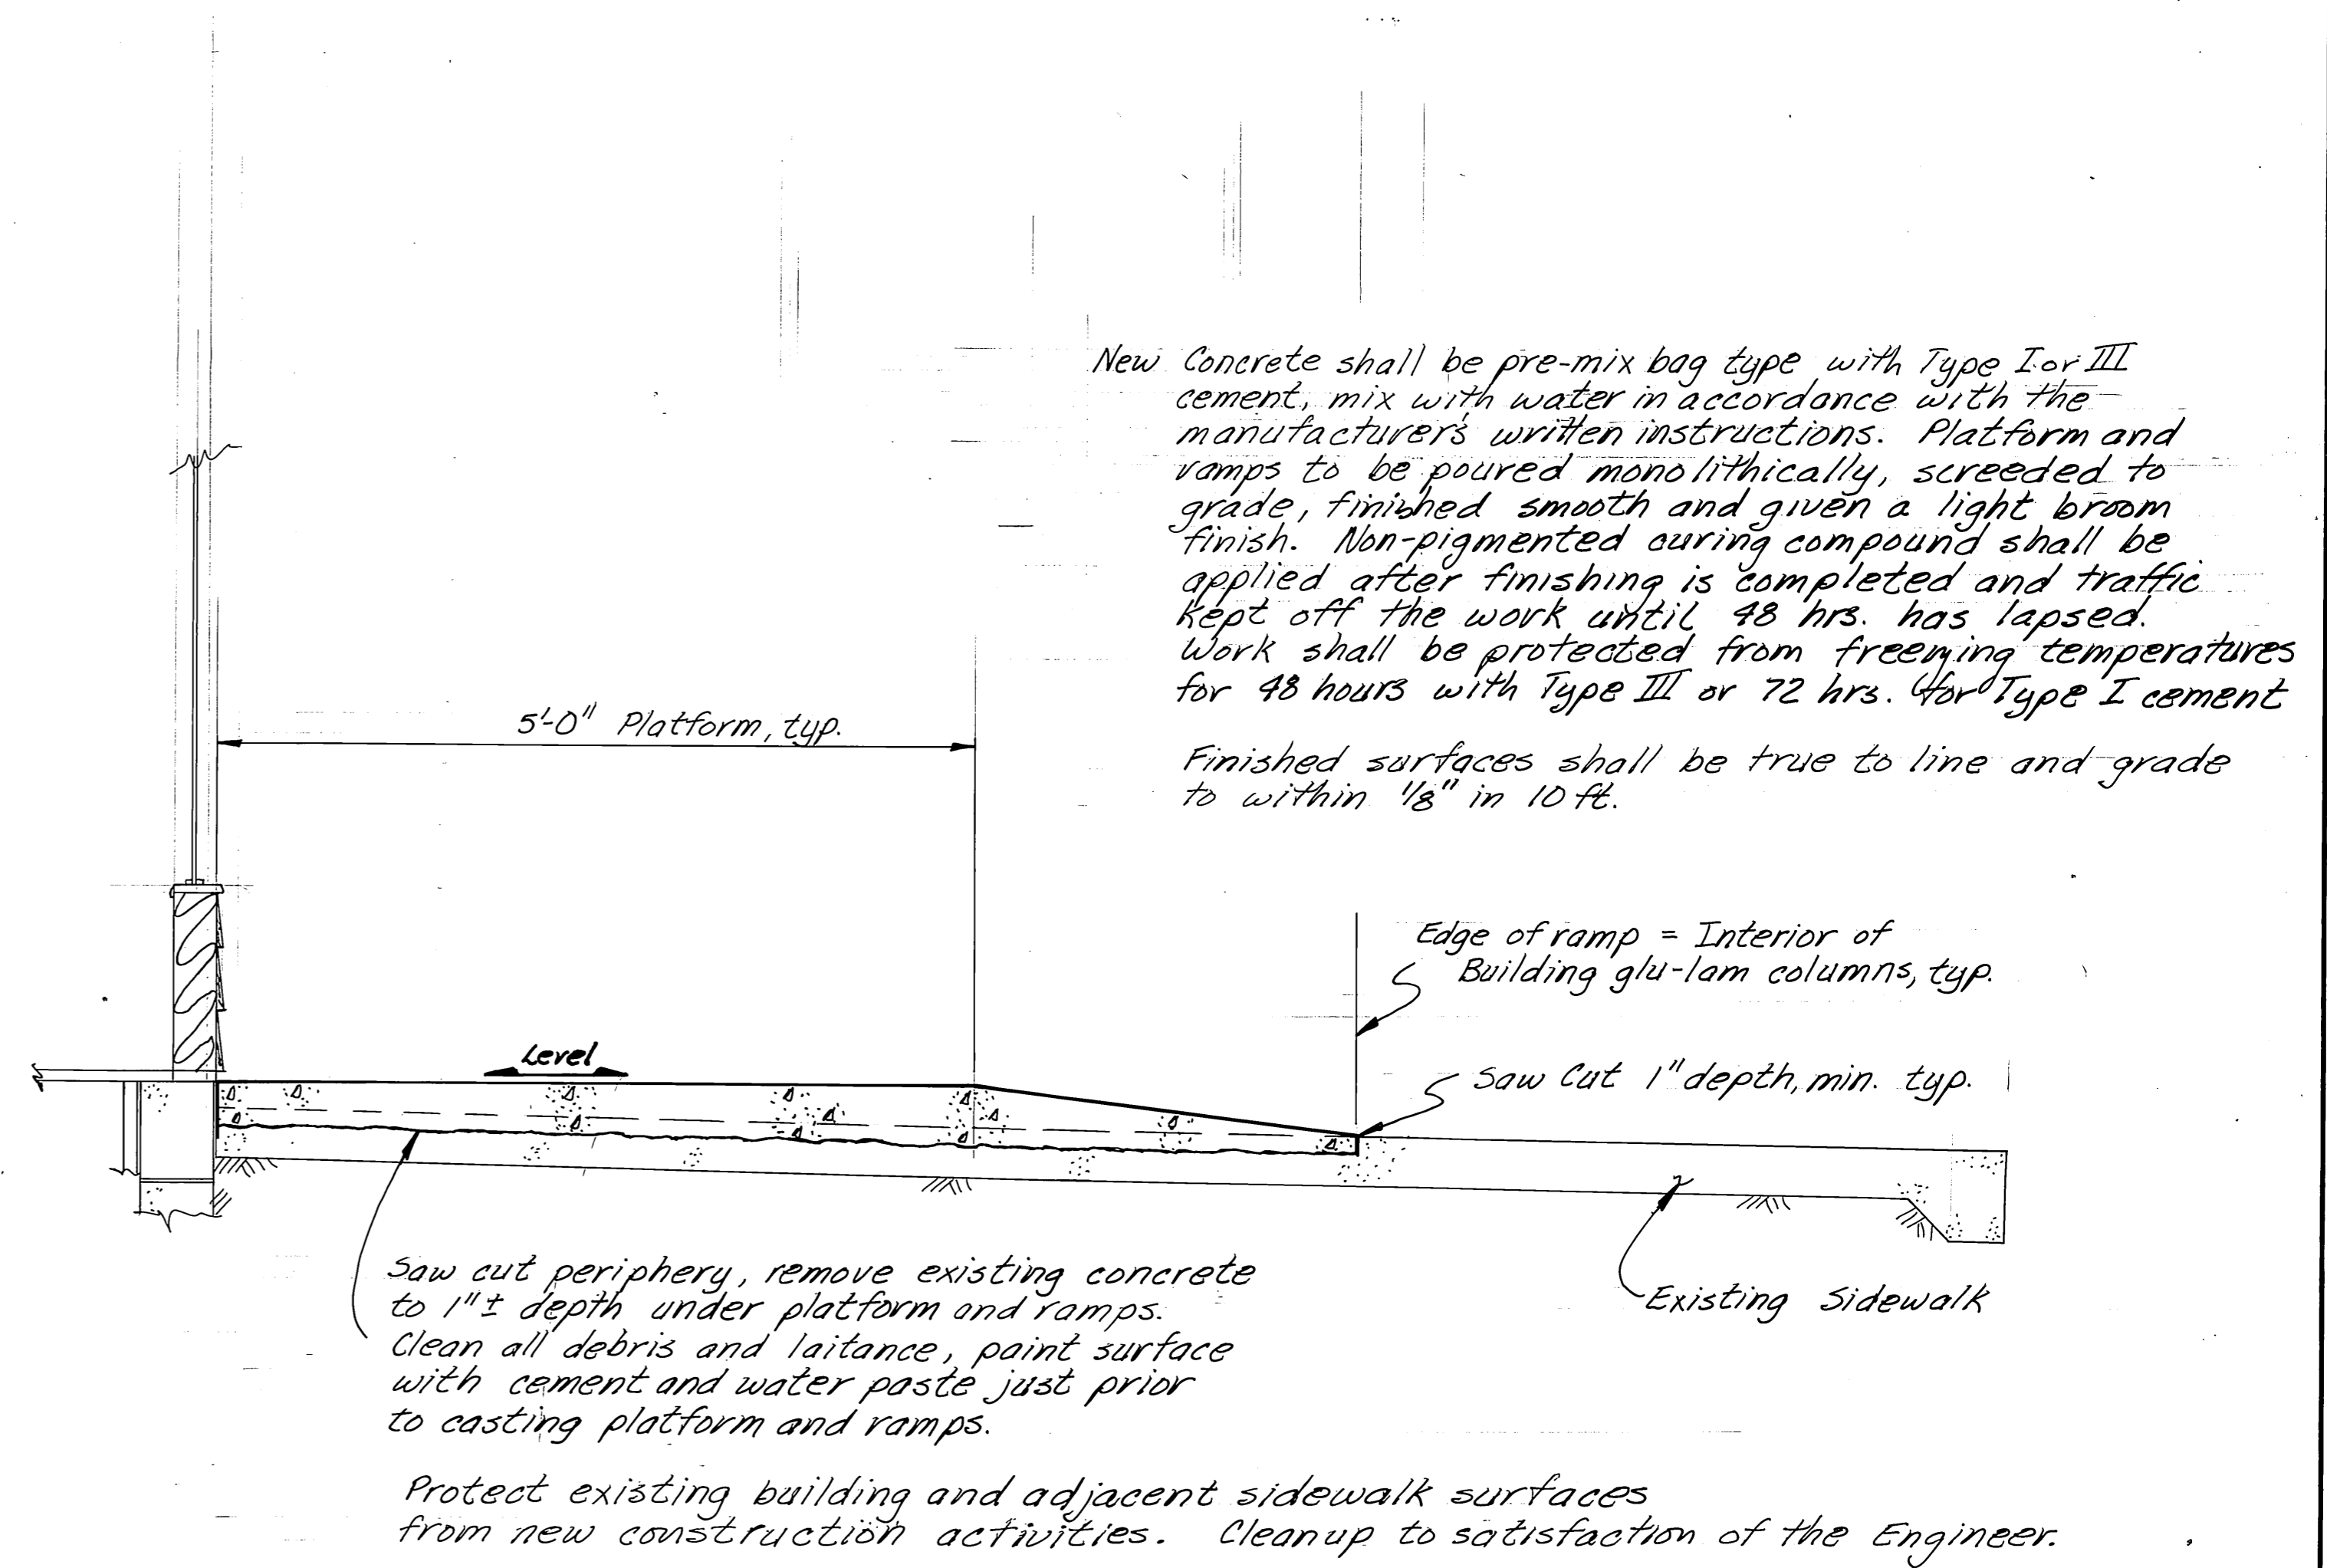 New Concrete shall be pre-mix bag type with Type I or III
cement, mix with water in accordance with the
manufacturer's written instructions. Platform and
ramps to be poured monolithically, screeded to
grade, finished smooth and given a light broom
finish. Non-pigmented curing compound shall be
applied after finishing is completed and traffic
kept off the work until 48 hrs. has lapsed.
Work shall be protected from freezing temperatures
for 48 hours with Type III or 72 hrs. for Type I cement
5'-0" Platform, typ.
Finished surfaces shall be true to line and grade
to within 1/8" in 10 ft.
Edge of ramp = Interior of
Building glu-lam columns, typ.
Level
Saw Cut 1" depth, min. typ.
Saw cut periphery, remove existing concrete
to 1"± depth under platform and ramps.
Clean all debris and laitance, paint surface
with cement and water paste just prior
to casting platform and ramps.
Existing Sidewalk
Protect existing building and adjacent sidewalk surfaces
from new construction activities. Cleanup to satisfaction of the Engineer.